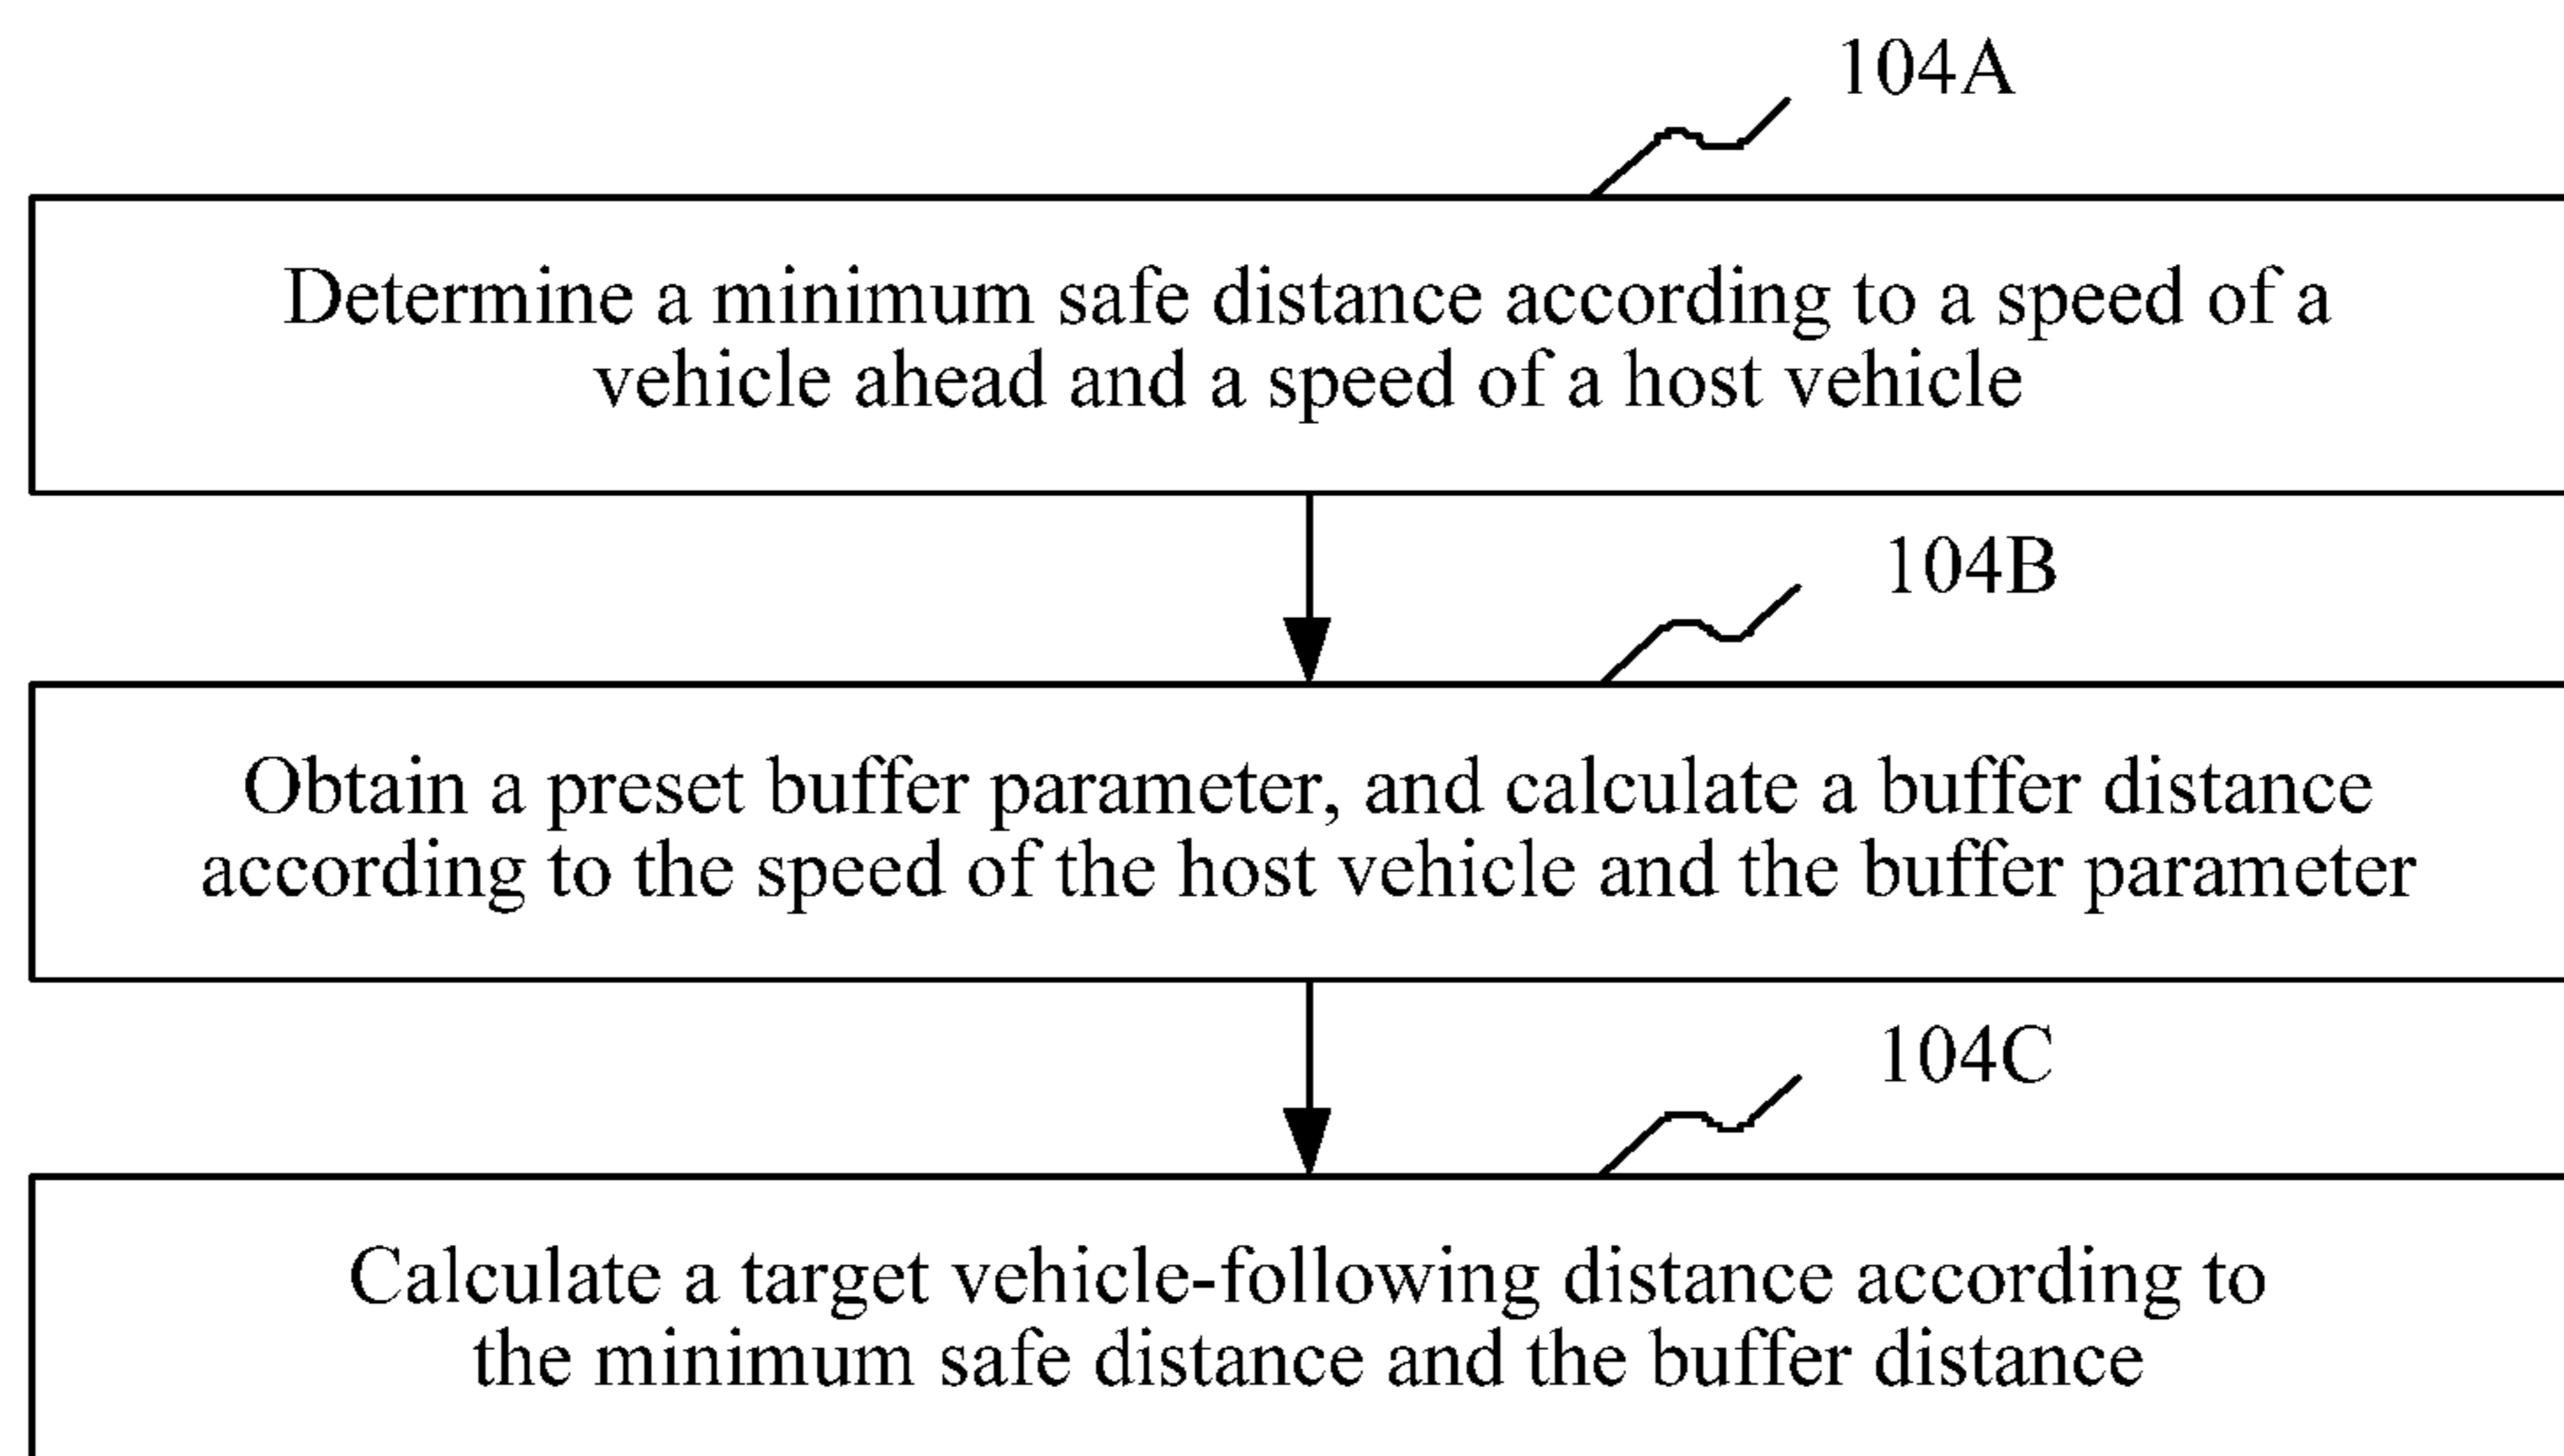 104A
Determine a minimum safe distance according to a speed of a
vehicle ahead and a speed of a host vehicle
104B
Obtain a preset buffer parameter, and calculate a buffer distance
according to the speed of the host vehicle and the buffer parameter
104C
Calculate a target vehicle-following distance according to
the minimum safe distance and the buffer distance